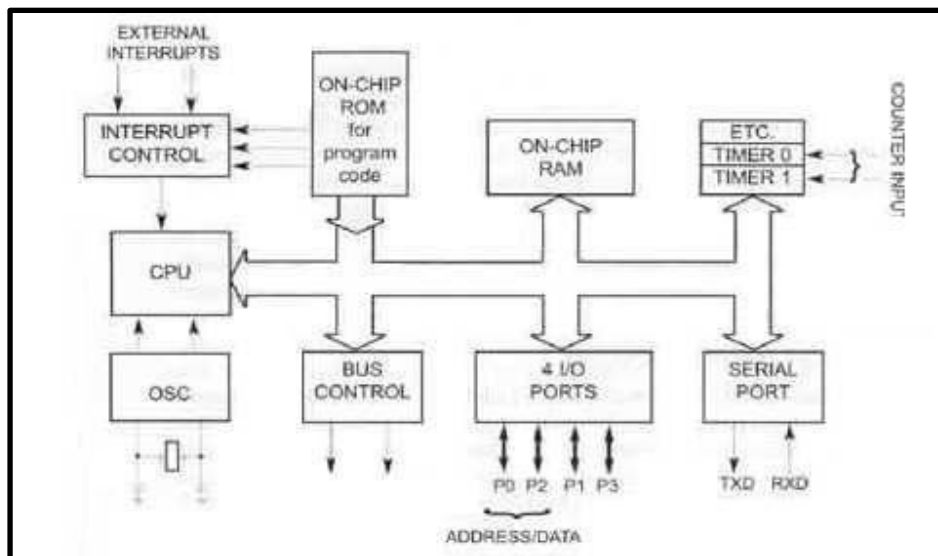 EXTERNAL
INTERRUPTS
INTERRUPT
CONTROL
ON-CHIP
ROM
for
program
code
ON-CHIP
RAM
ETC.
TIMER 0
TIMER 1
COUNTER INPUT
CPU
OSC
BUS
CONTROL
4 I/O
PORTS
SERIAL
PORT
P0 P2 P1 P3
TXD RXD
ADDRESS/DATA